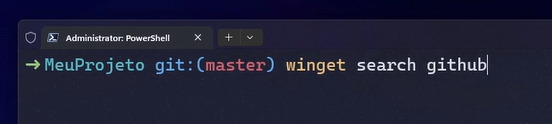 Administrator: PowerShell
➜ MeuProjeto git:(master) winget search github